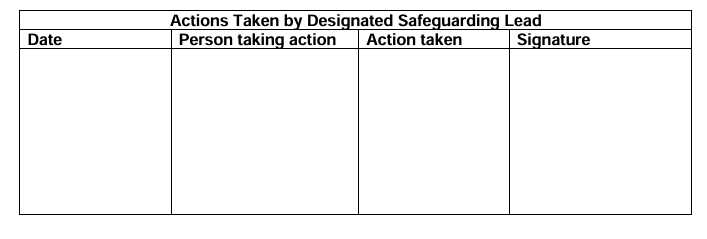 Actions Taken by Designated Safeguarding Lead
Date Person taking action Action taken Signature